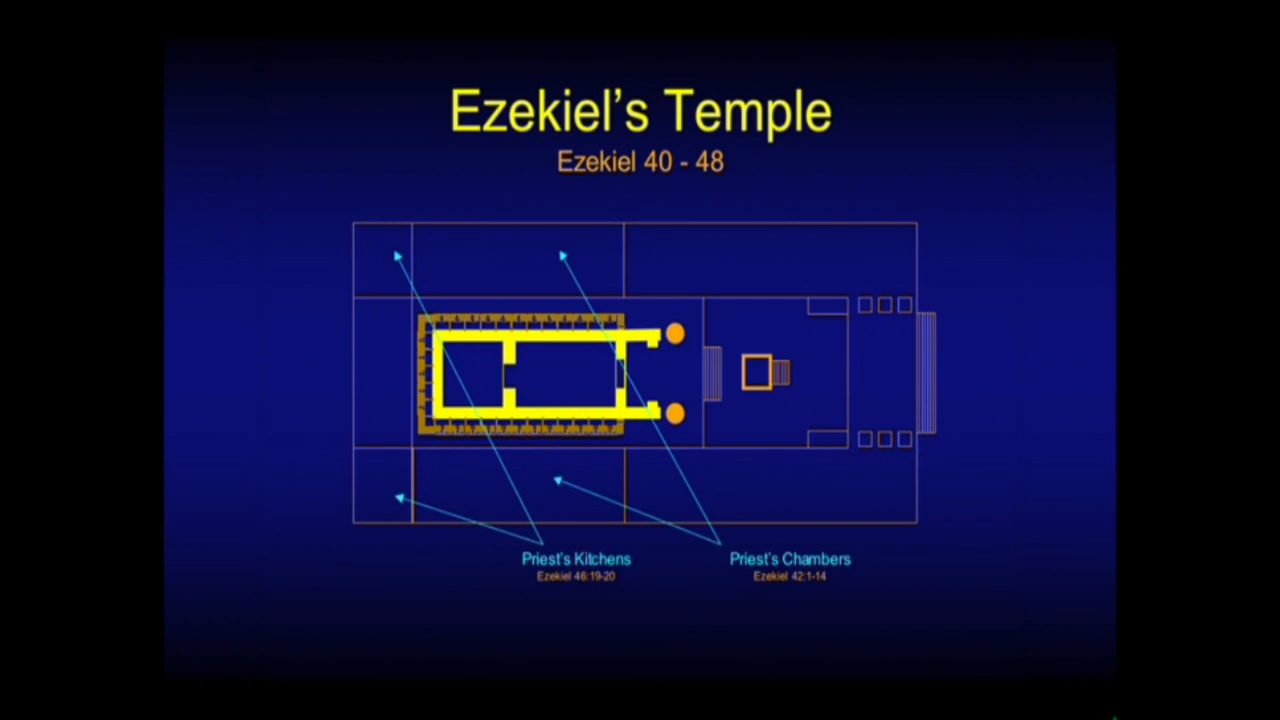 Ezekiel's Temple
Ezekiel 40 - 48
Priest's Kitchens
Ezekiel 46:19-20
Priest's Chambers
Ezekiel 42:1-14